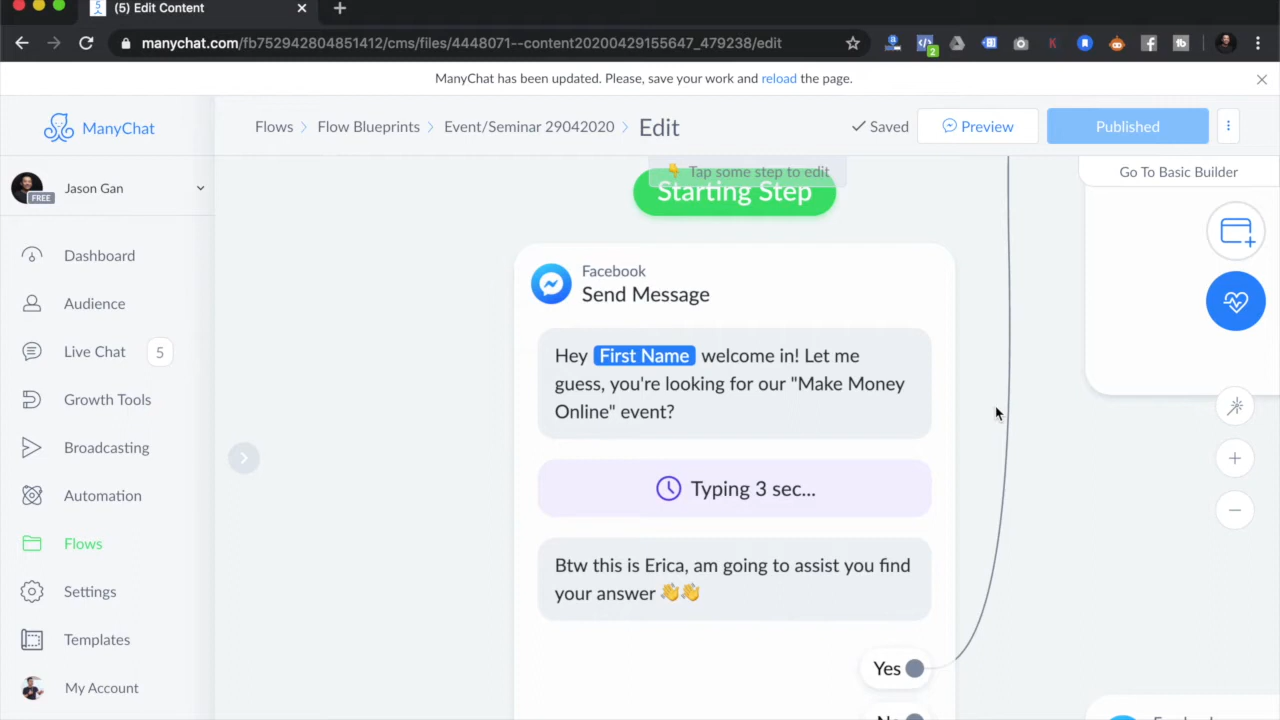 (5) Edit Content
manychat.com/fb752942804851412/cms/files/4448071--content20200429155647_479238/edit
2
ManyChat has been updated. Please, save your work and reload the page.
ManyChat
Flows > Flow Blueprints > Event/Seminar 29042020 > Edit
Saved
Preview
Published
👇 Tap some step to edit
Go To Basic Builder
Jason Gan
FREE
Starting Step
Dashboard
Audience
Live Chat 5
Growth Tools
Broadcasting
Automation
Flows
Settings
Templates
My Account
Facebook
Send Message
Hey First Name welcome in! Let me
guess, you're looking for our "Make Money
Online" event?
Typing 3 sec...
Btw this is Erica, am going to assist you find
your answer 👋👋
Yes